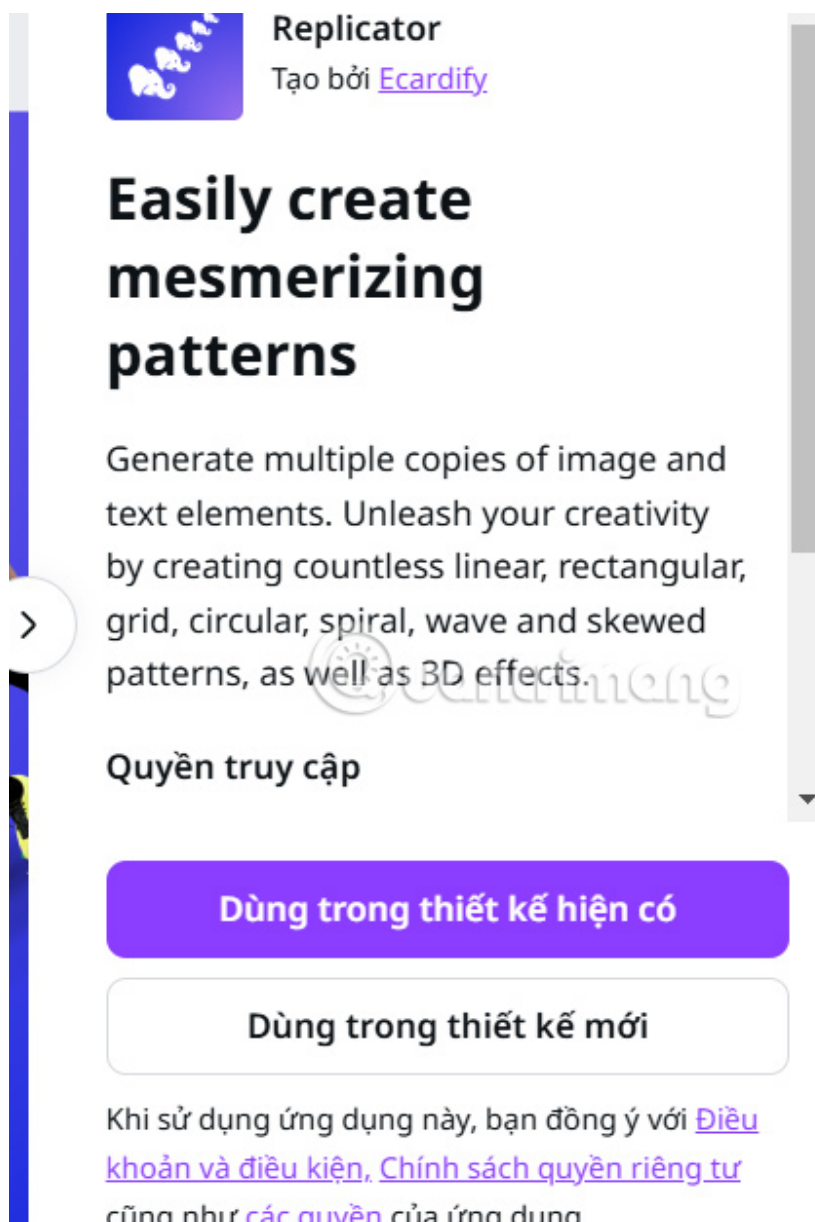 Replicator
Tạo bởi Ecardify
Easily create
mesmerizing
patterns
Generate multiple copies of image and
text elements. Unleash your creativity
by creating countless linear, rectangular,
grid, circular, spiral, wave and skewed
patterns, as well as 3D effects.
Quantrimang
Quyền truy cập
Dùng trong thiết kế hiện có
Dùng trong thiết kế mới
Khi sử dụng ứng dụng này, bạn đồng ý với Điều
khoản và điều kiện, Chính sách quyền riêng tư
cũng như các quyền của ứng dụng